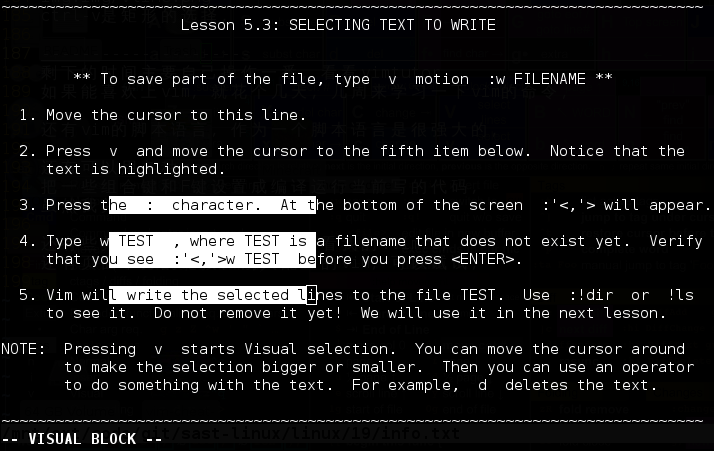 ~~~~~~~~~~~~~~~~~~~~~~~~~~~~~~~~~~~~~~~~~~~~~~~~~~~~~~~~~~~~~~~~~~~~~~~~~~~~~~
Lesson 5.3: SELECTING TEXT TO WRITE
** To save part of the file, type  v  motion  :w FILENAME **
1. Move the cursor to this line.
2. Press  v  and move the cursor to the fifth item below.  Notice that the
text is highlighted.
3. Press the  :  character.  At the bottom of the screen  :'<,'> will appear.
4. Type  w TEST  , where TEST is a filename that does not exist yet.  Verify
that you see  :'<,'>w TEST  before you press <ENTER>.
5. Vim will write the selected lines to the file TEST.  Use  :!dir  or  !ls
to see it.  Do not remove it yet!  We will use it in the next lesson.
NOTE:  Pressing  v  starts Visual selection.  You can move the cursor around
to make the selection bigger or smaller.  Then you can use an operator
to do something with the text.  For example,  d  deletes the text.
~~~~~~~~~~~~~~~~~~~~~~~~~~~~~~~~~~~~~~~~~~~~~~~~~~~~~~~~~~~~~~~~~~~~~~~~~~~~~~
-- VISUAL BLOCK -- git/sast-linux/linux/19/info.txt